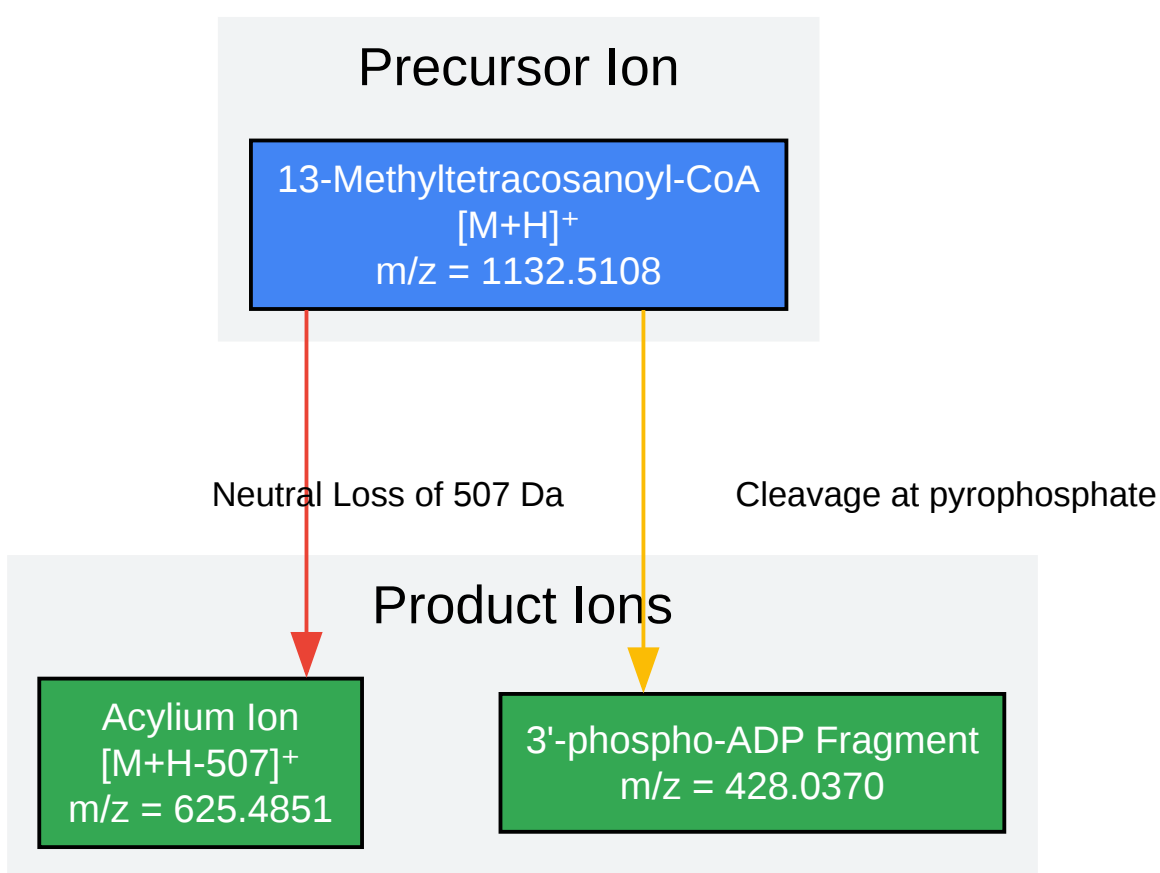 Precursor Ion
13-Methyltetracosanoyl-CoA
[M+H]⁺
m/z = 1132.5108
Neutral Loss of 507 Da
Cleavage at pyrophosphate
Product Ions
Acylium Ion
[M+H-507]⁺
m/z = 625.4851
3'-phospho-ADP Fragment
m/z = 428.0370